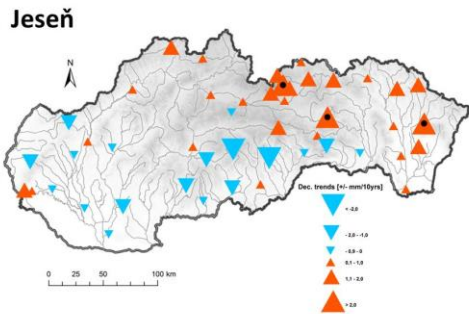 Jeseň
N
Dec. trends [+/- mm/10yrs]
< -2,0
- 2,0 - -1,0
- 0,9 - 0
0,1 - 1,0
1,1 - 2,0
> 2,0
0 25 50 100 km